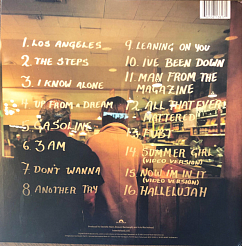 1. LOS ANGELES
2. THE STEPS
3. I KNOW ALONE
4. UP FROM A DREAM
5. GASOLINE
6. 3 AM
7. DON'T WANNA
8. ANOTHER TRY
9. LEANING ON YOU
10. I'VE BEEN DOWN
11. MAN FROM THE
MAGAZINE
12. ALL THAT EVER
MATTERED
13. FUBT
14. SUMMER GIRL
(VIDEO VERSION)
15. NOW IM IN IT
(VIDEO VERSION)
16. HALLELUJAH